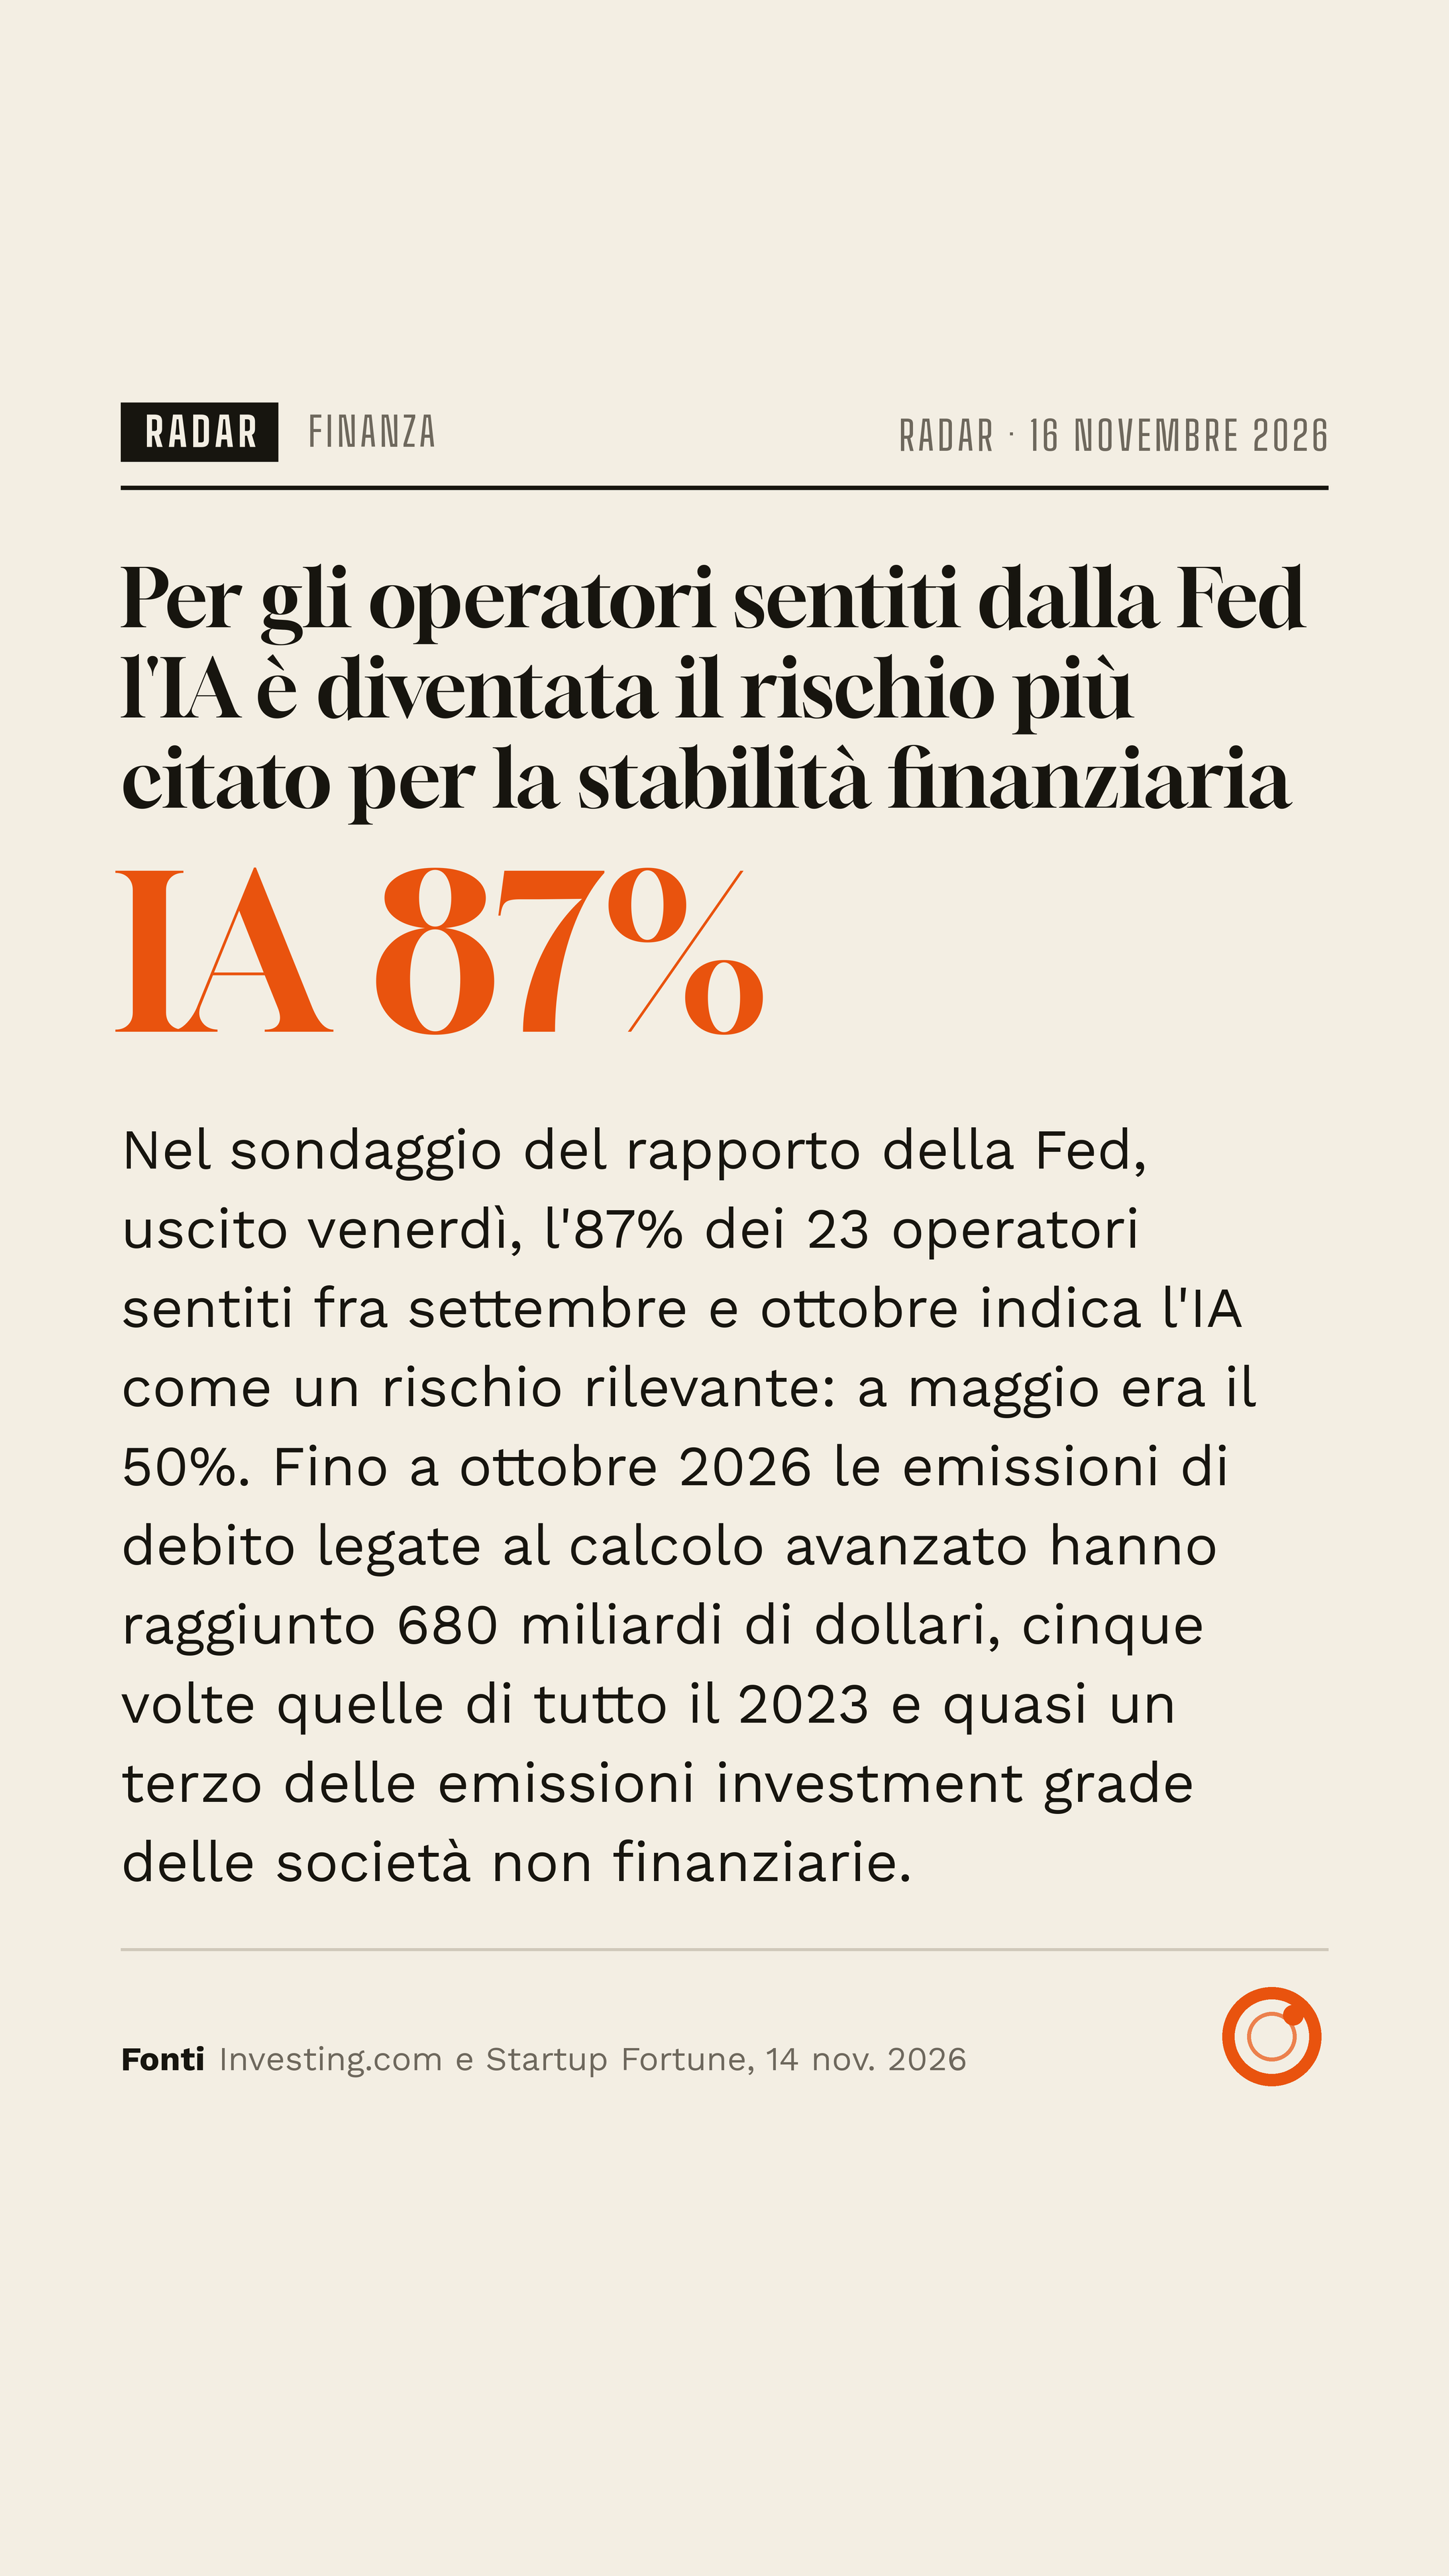 RADAR FINANZA RADAR · 16 NOVEMBRE 2026
Per gli operatori sentiti dalla Fed
l'IA è diventata il rischio più
citato per la stabilità finanziaria
IA 87%
Nel sondaggio del rapporto della Fed,
uscito venerdì, l'87% dei 23 operatori
sentiti fra settembre e ottobre indica l'IA
come un rischio rilevante: a maggio era il
50%. Fino a ottobre 2026 le emissioni di
debito legate al calcolo avanzato hanno
raggiunto 680 miliardi di dollari, cinque
volte quelle di tutto il 2023 e quasi un
terzo delle emissioni investment grade
delle società non finanziarie.
Fonti Investing.com e Startup Fortune, 14 nov. 2026